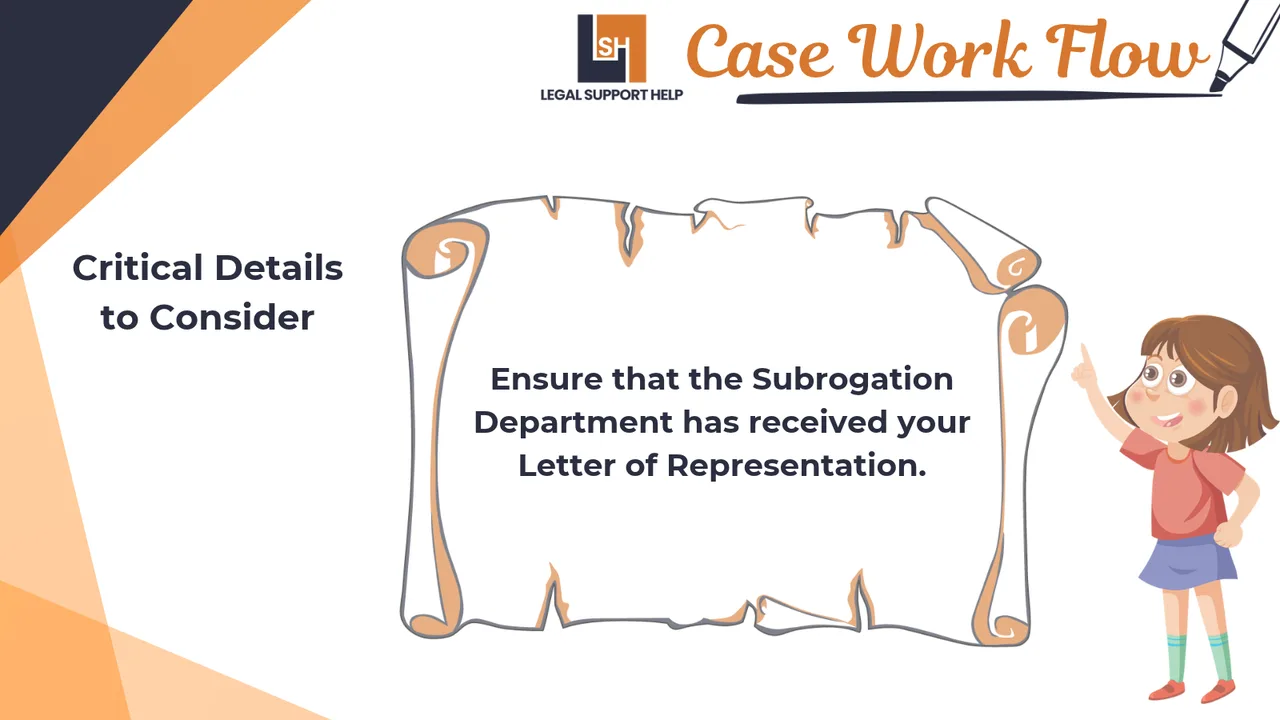 LSH
LEGAL SUPPORT HELP
Case Work Flow
Critical Details
to Consider
Ensure that the Subrogation
Department has received your
Letter of Representation.